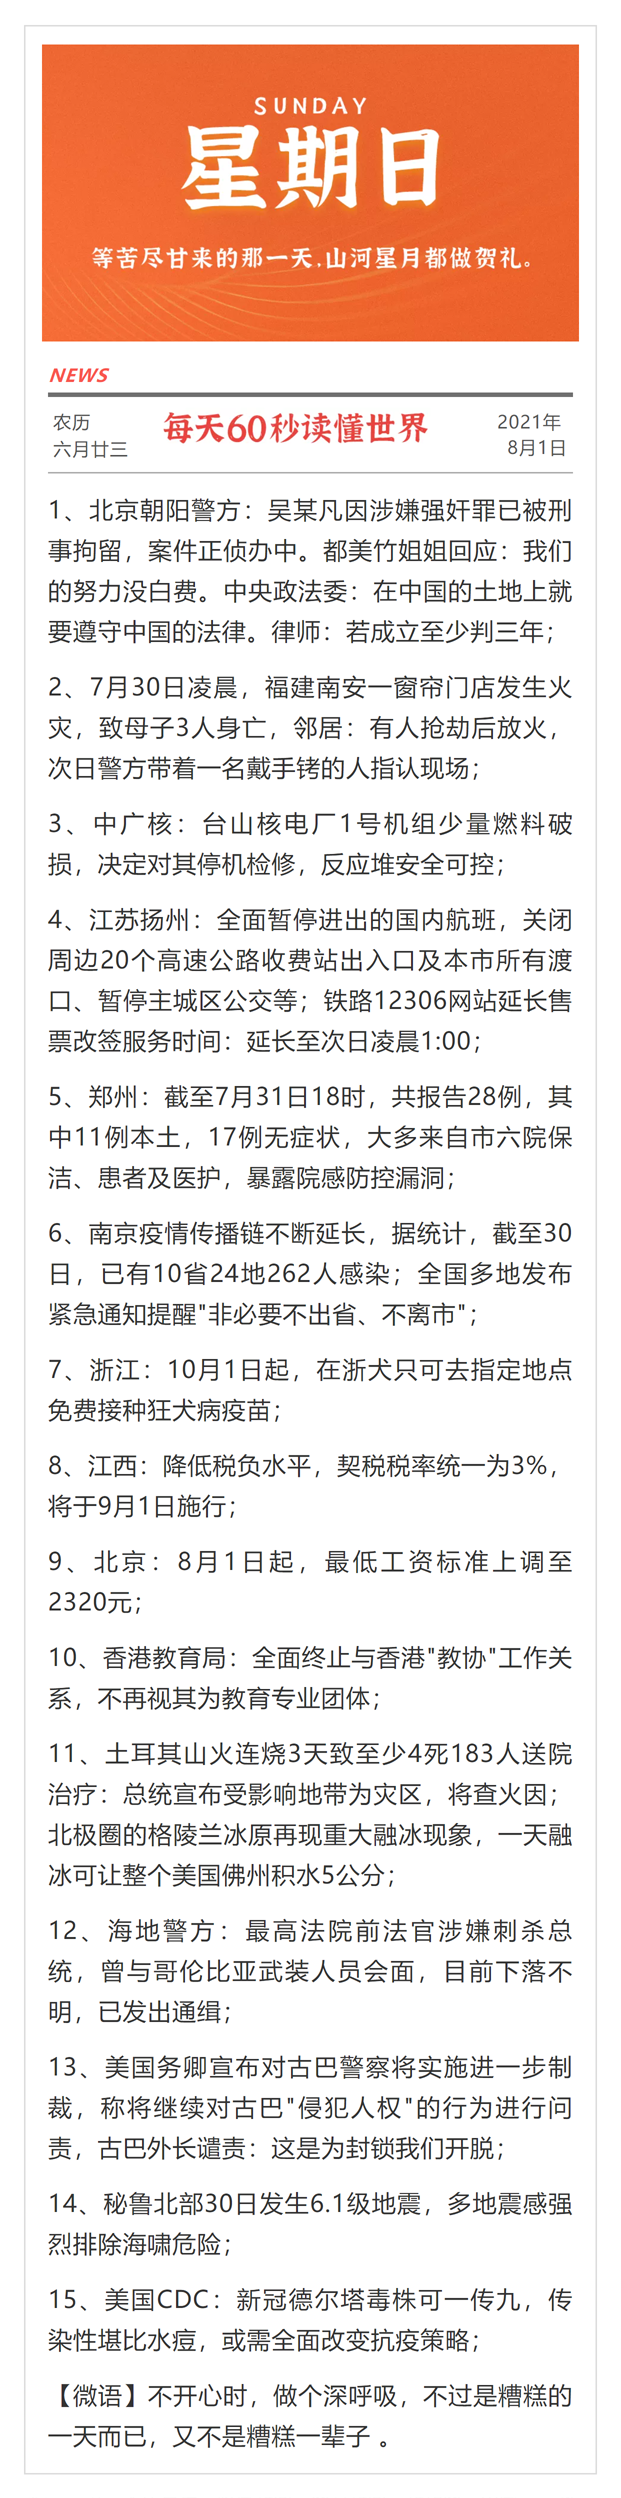 SUNDAY
星期日
等苦尽甘来的那一天,山河星月都做贺礼。
NEWS
农历
六月廿三
每天60秒读懂世界
2021年
8月1日
1、北京朝阳警方：吴某凡因涉嫌强奸罪已被刑
事拘留，案件正侦办中。都美竹姐姐回应：我们
的努力没白费。中央政法委：在中国的土地上就
要遵守中国的法律。律师：若成立至少判三年；
2、7月30日凌晨，福建南安一窗帘门店发生火
灾，致母子3人身亡，邻居：有人抢劫后放火，
次日警方带着一名戴手铐的人指认现场；
3、中广核：台山核电厂1号机组少量燃料破
损，决定对其停机检修，反应堆安全可控；
4、江苏扬州：全面暂停进出的国内航班，关闭
周边20个高速公路收费站出入口及本市所有渡
口、暂停主城区公交等；铁路12306网站延长售
票改签服务时间：延长至次日凌晨1:00；
5、郑州：截至7月31日18时，共报告28例，其
中11例本土，17例无症状，大多来自市六院保
洁、患者及医护，暴露院感防控漏洞；
6、南京疫情传播链不断延长，据统计，截至30
日，已有10省24地262人感染；全国多地发布
紧急通知提醒"非必要不出省、不离市"；
7、浙江：10月1日起，在浙犬只可去指定地点
免费接种狂犬病疫苗；
8、江西：降低税负水平，契税税率统一为3%，
将于9月1日施行；
9、北京：8月1日起，最低工资标准上调至
2320元；
10、香港教育局：全面终止与香港"教协"工作关
系，不再视其为教育专业团体；
11、土耳其山火连烧3天致至少4死183人送院
治疗：总统宣布受影响地带为灾区，将查火因；
北极圈的格陵兰冰原再现重大融冰现象，一天融
冰可让整个美国佛州积水5公分；
12、海地警方：最高法院前法官涉嫌刺杀总
统，曾与哥伦比亚武装人员会面，目前下落不
明，已发出通缉；
13、美国务卿宣布对古巴警察将实施进一步制
裁，称将继续对古巴"侵犯人权"的行为进行问
责，古巴外长谴责：这是为封锁我们开脱；
14、秘鲁北部30日发生6.1级地震，多地震感强
烈排除海啸危险；
15、美国CDC：新冠德尔塔毒株可一传九，传
染性堪比水痘，或需全面改变抗疫策略；
【微语】不开心时，做个深呼吸，不过是糟糕的
一天而已，又不是糟糕一辈子 。